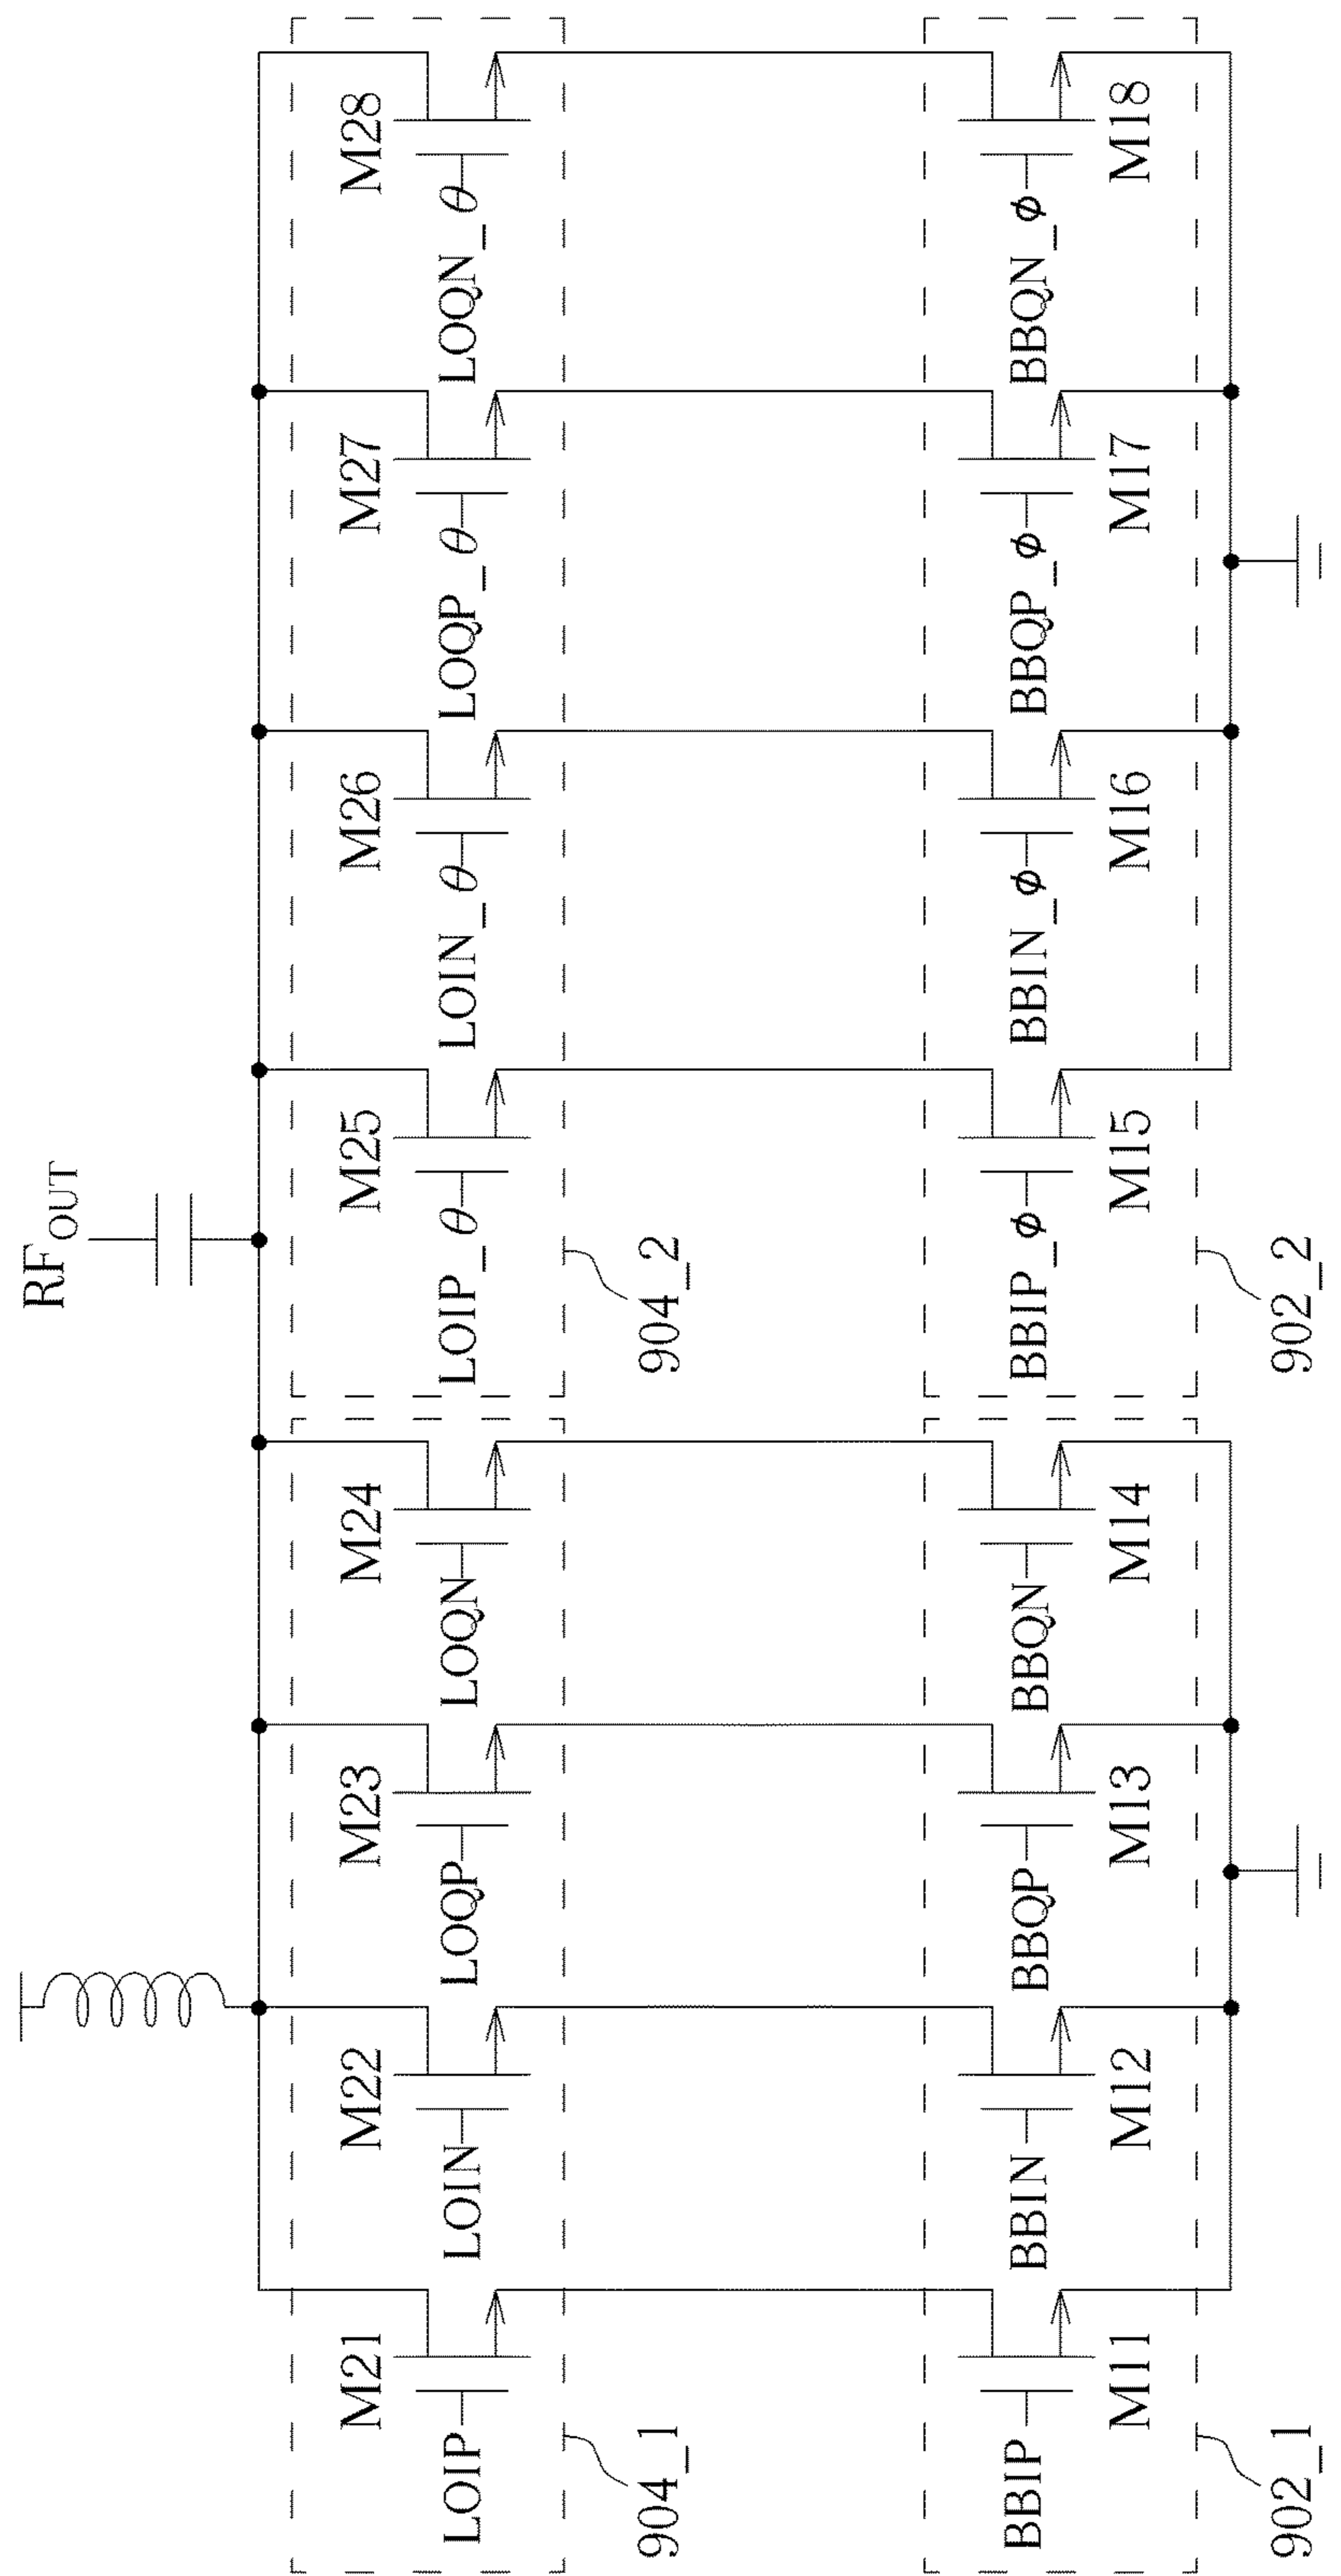 RFOUT
M21
M22
M23
M24
M25
M26
M27
M28
LOIP
LOIN
LOQP
LOQN
LOIP_θ
LOIN_θ
LOQP_θ
LOQN_θ
904_1
904_2
BBIP
BBIN
BBQP
BBQN
BBIP_ϕ
BBIN_ϕ
BBQP_ϕ
BBQN_ϕ
M11
M12
M13
M14
M15
M16
M17
M18
902_1
902_2